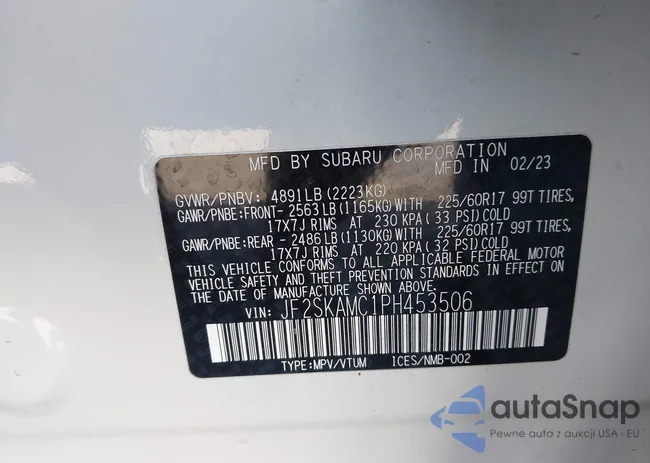 MFD BY SUBARU CORPORATION
MFD IN 02/23
GVWR/PNBV: 4891LB (2223KG)
GAWR/PNBE:FRONT- 2563LB (1165KG) WITH 225/60R17 99T TIRES,
17X7J RIMS AT 230 KPA (33 PSI) COLD
GAWR/PNBE:REAR - 2486LB (1130KG) WITH 225/60R17 99T TIRES,
17X7J RIMS AT 220 KPA (32 PSI) COLD
THIS VEHICLE CONFORMS TO ALL APPLICABLE FEDERAL MOTOR
VEHICLE SAFETY AND THEFT PREVENTION STANDARDS IN EFFECT
ON THE DATE OF MANUFACTURE SHOWN ABOVE.
VIN: JF2SKAMC1PH453506
TYPE:MPV/VTUM ICES/NMB-002
autaSnap
Pewne auta z aukcji USA i EU